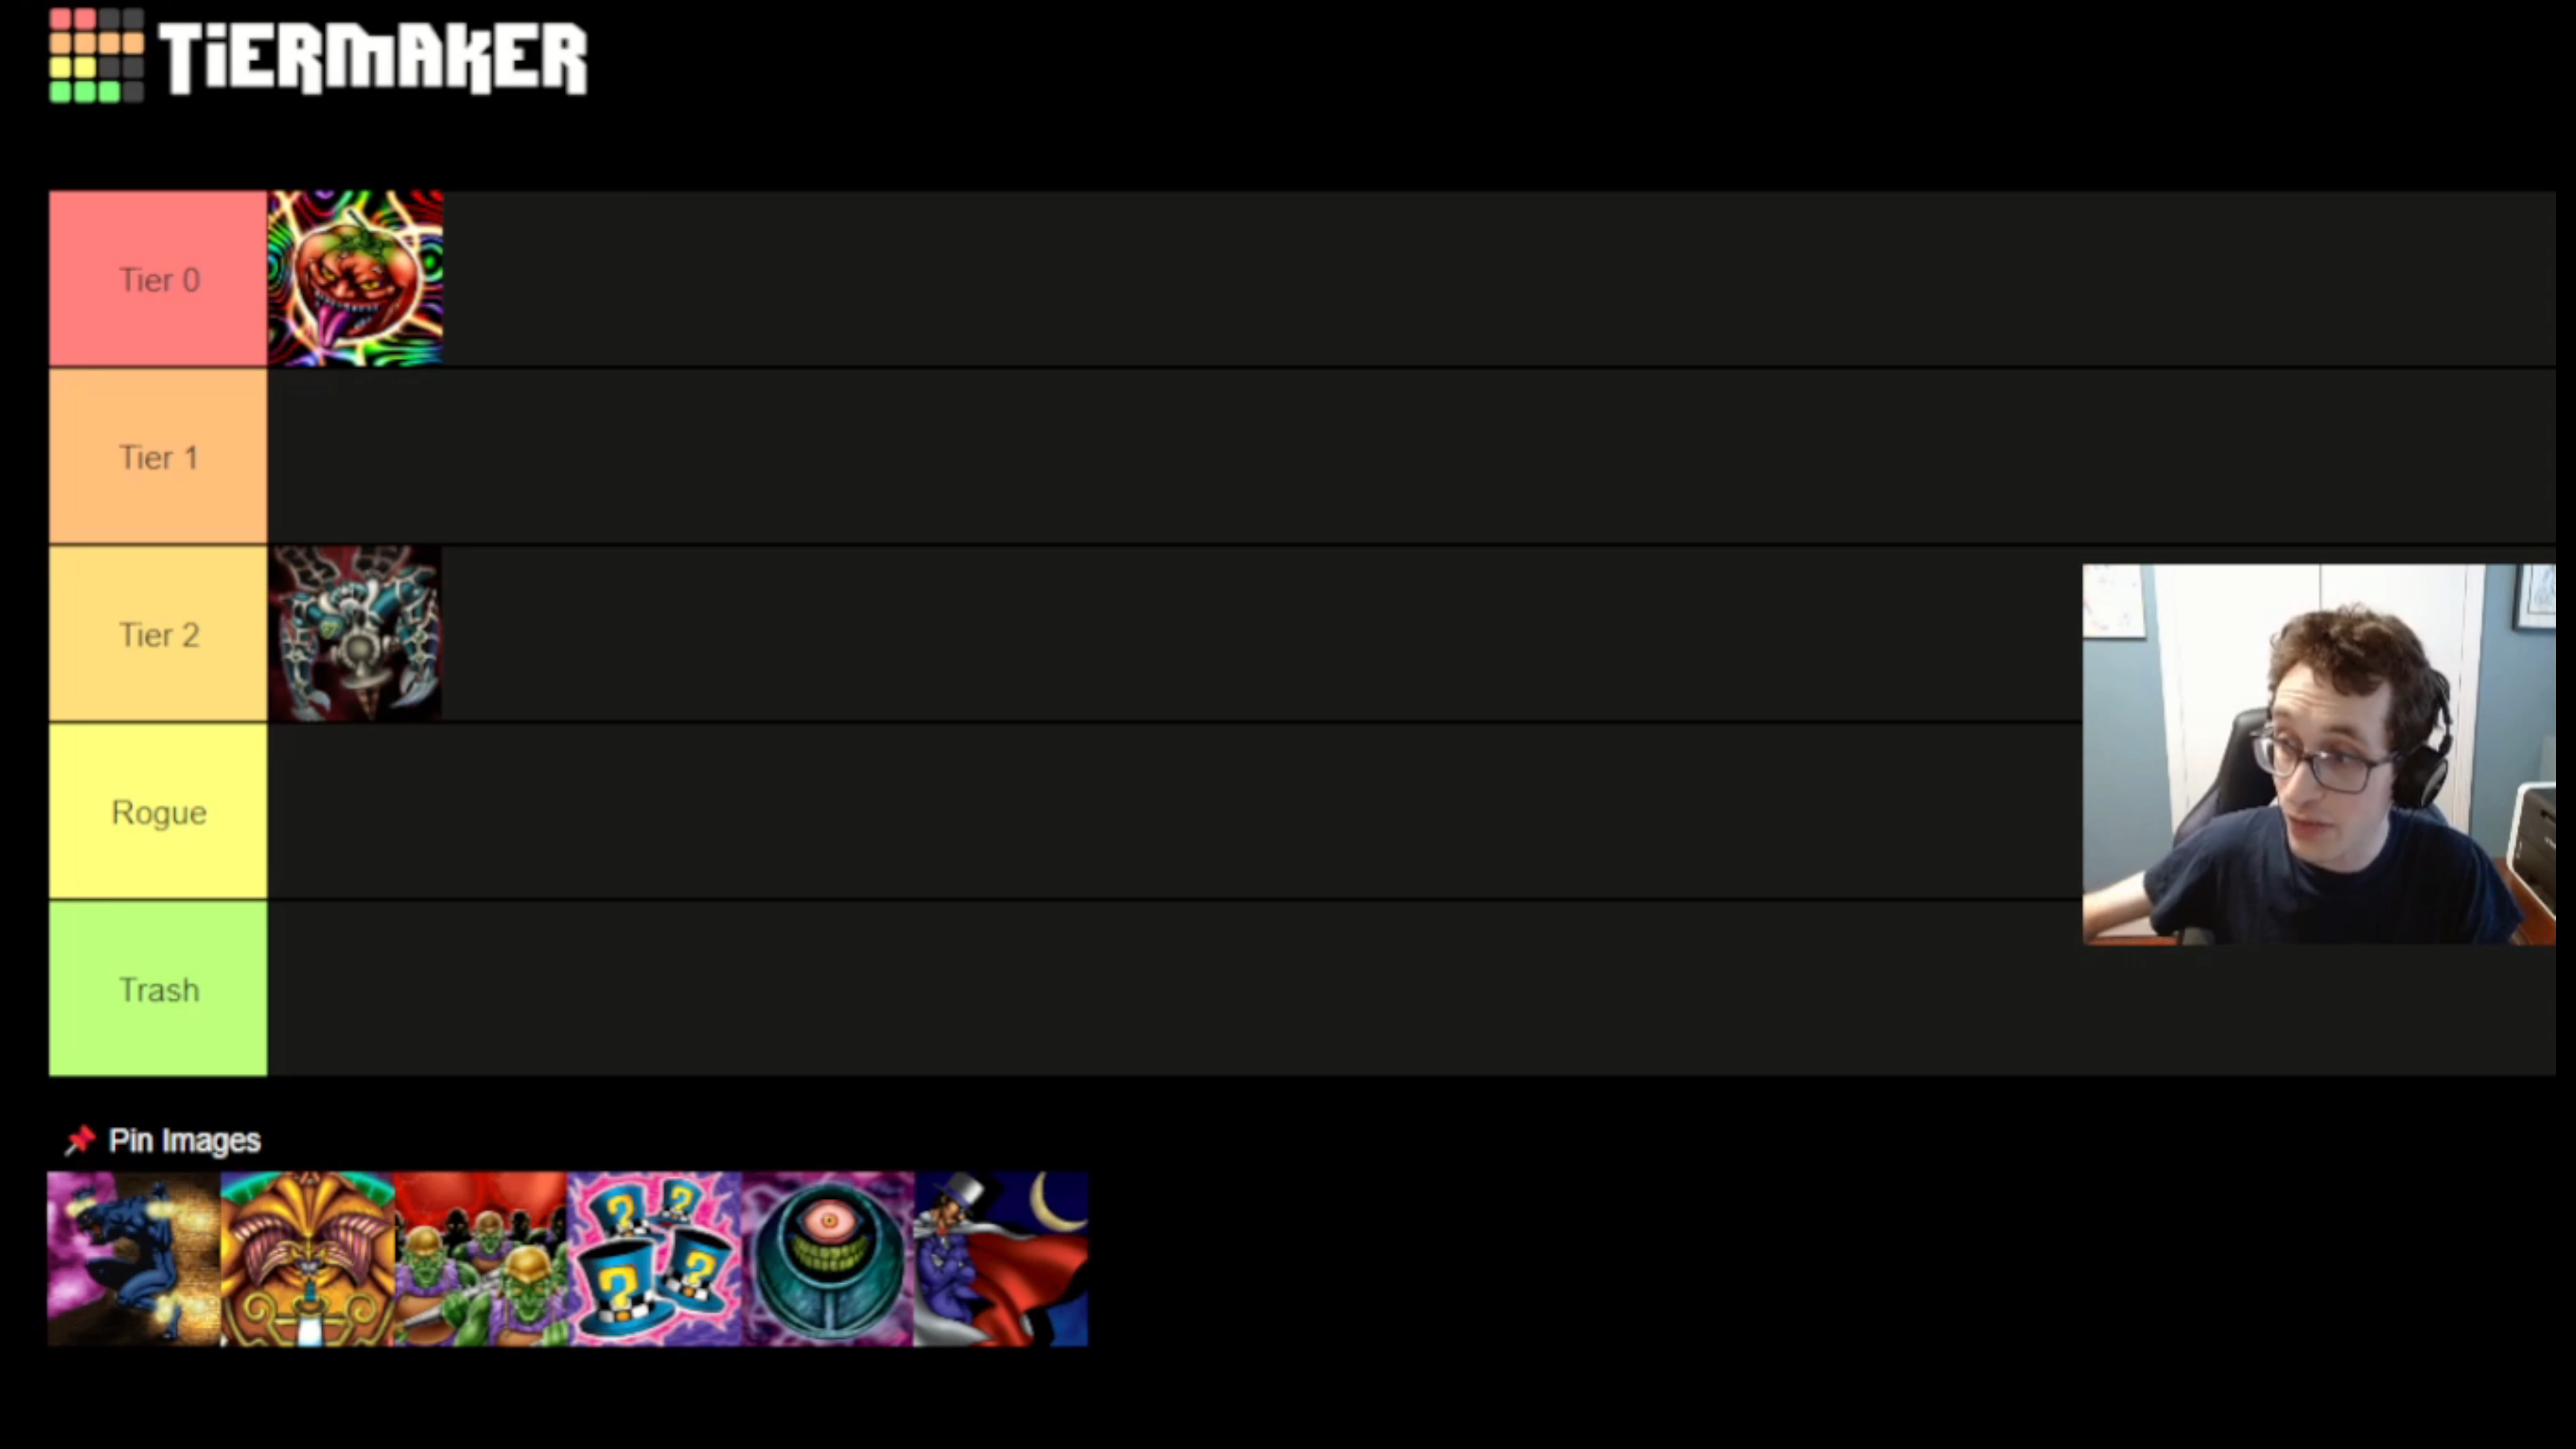 TiERMAKER
Tier 0
Tier 1
Tier 2
Rogue
Trash
Pin Images
? ?
? ?